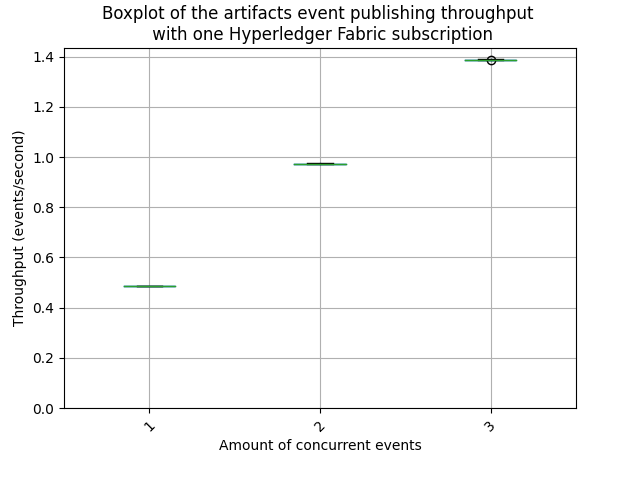 Boxplot of the artifacts event publishing throughput
with one Hyperledger Fabric subscription
1.4
1.2
1.0
0.8
0.6
0.4
0.2
0.0
Throughput (events/second)
1
2
3
Amount of concurrent events